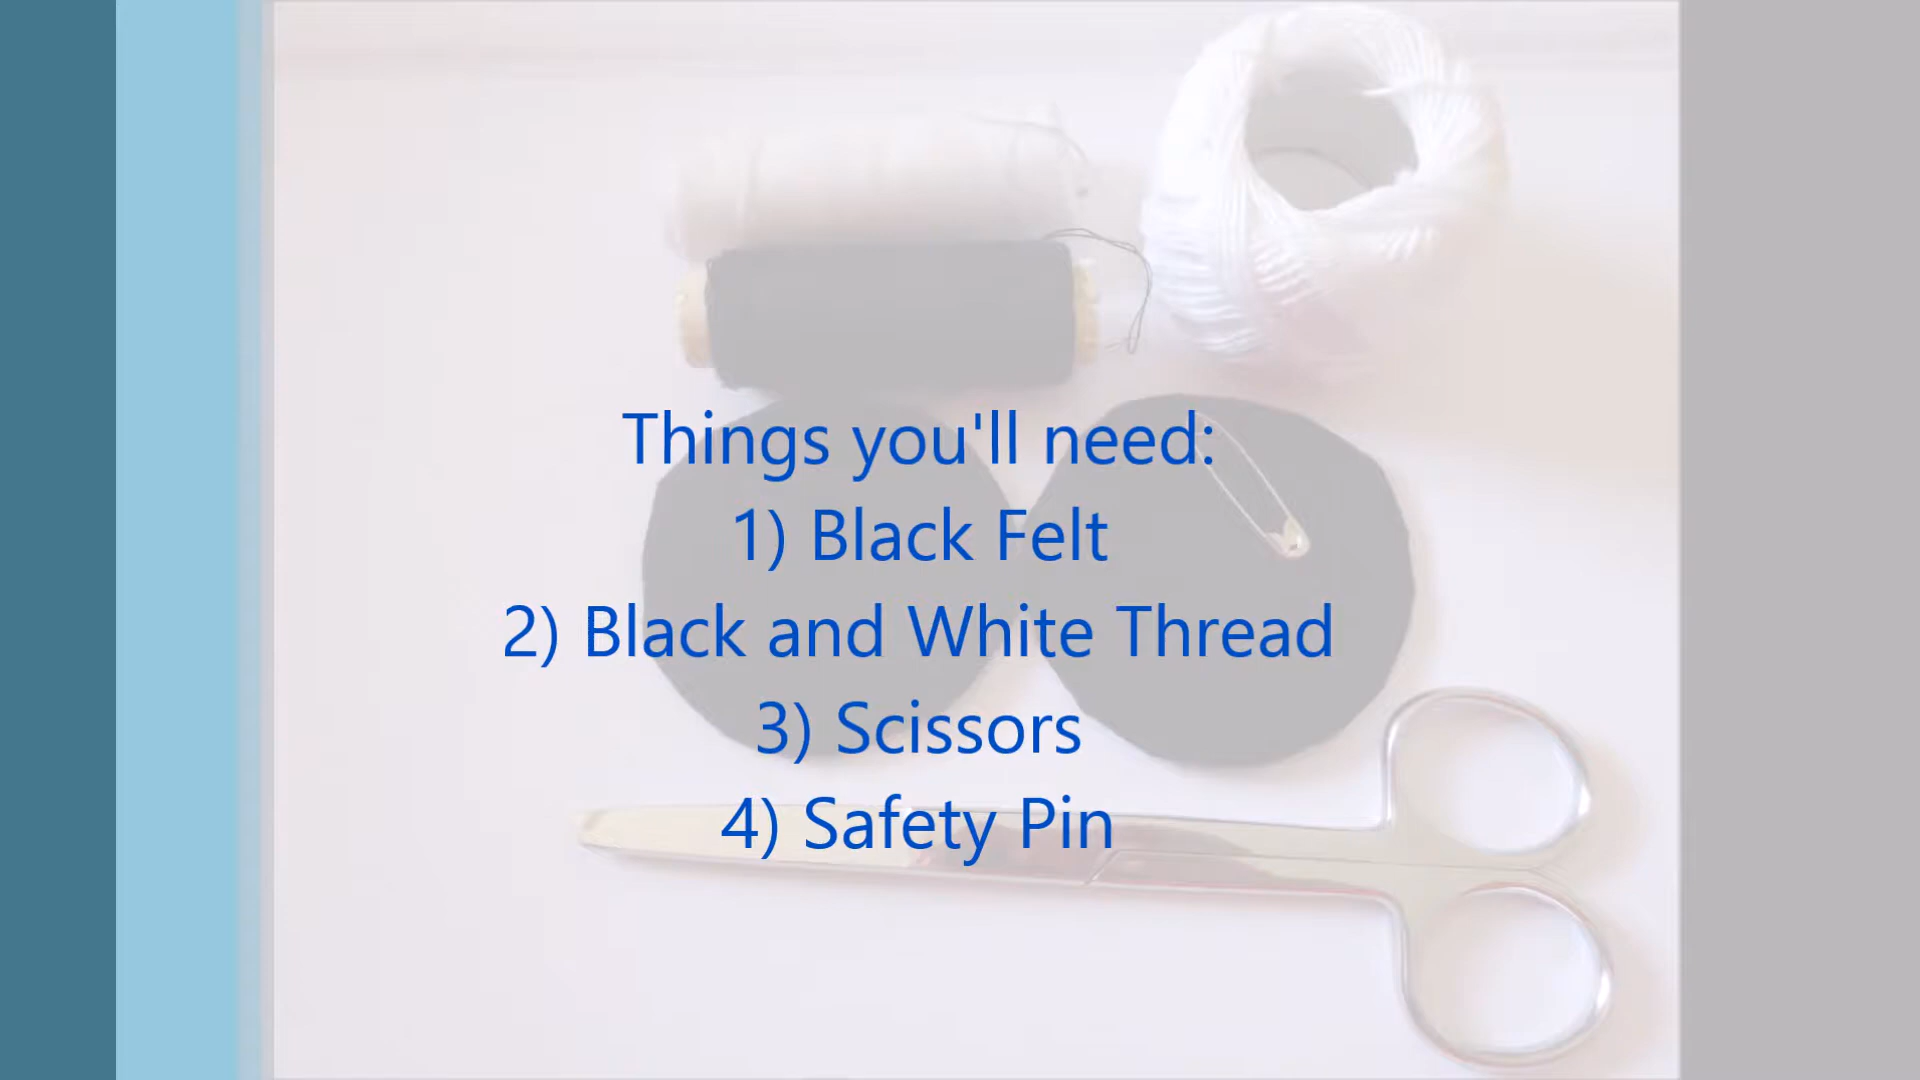 Things you'll need:
1) Black Felt
2) Black and White Thread
3) Scissors
4) Safety Pin